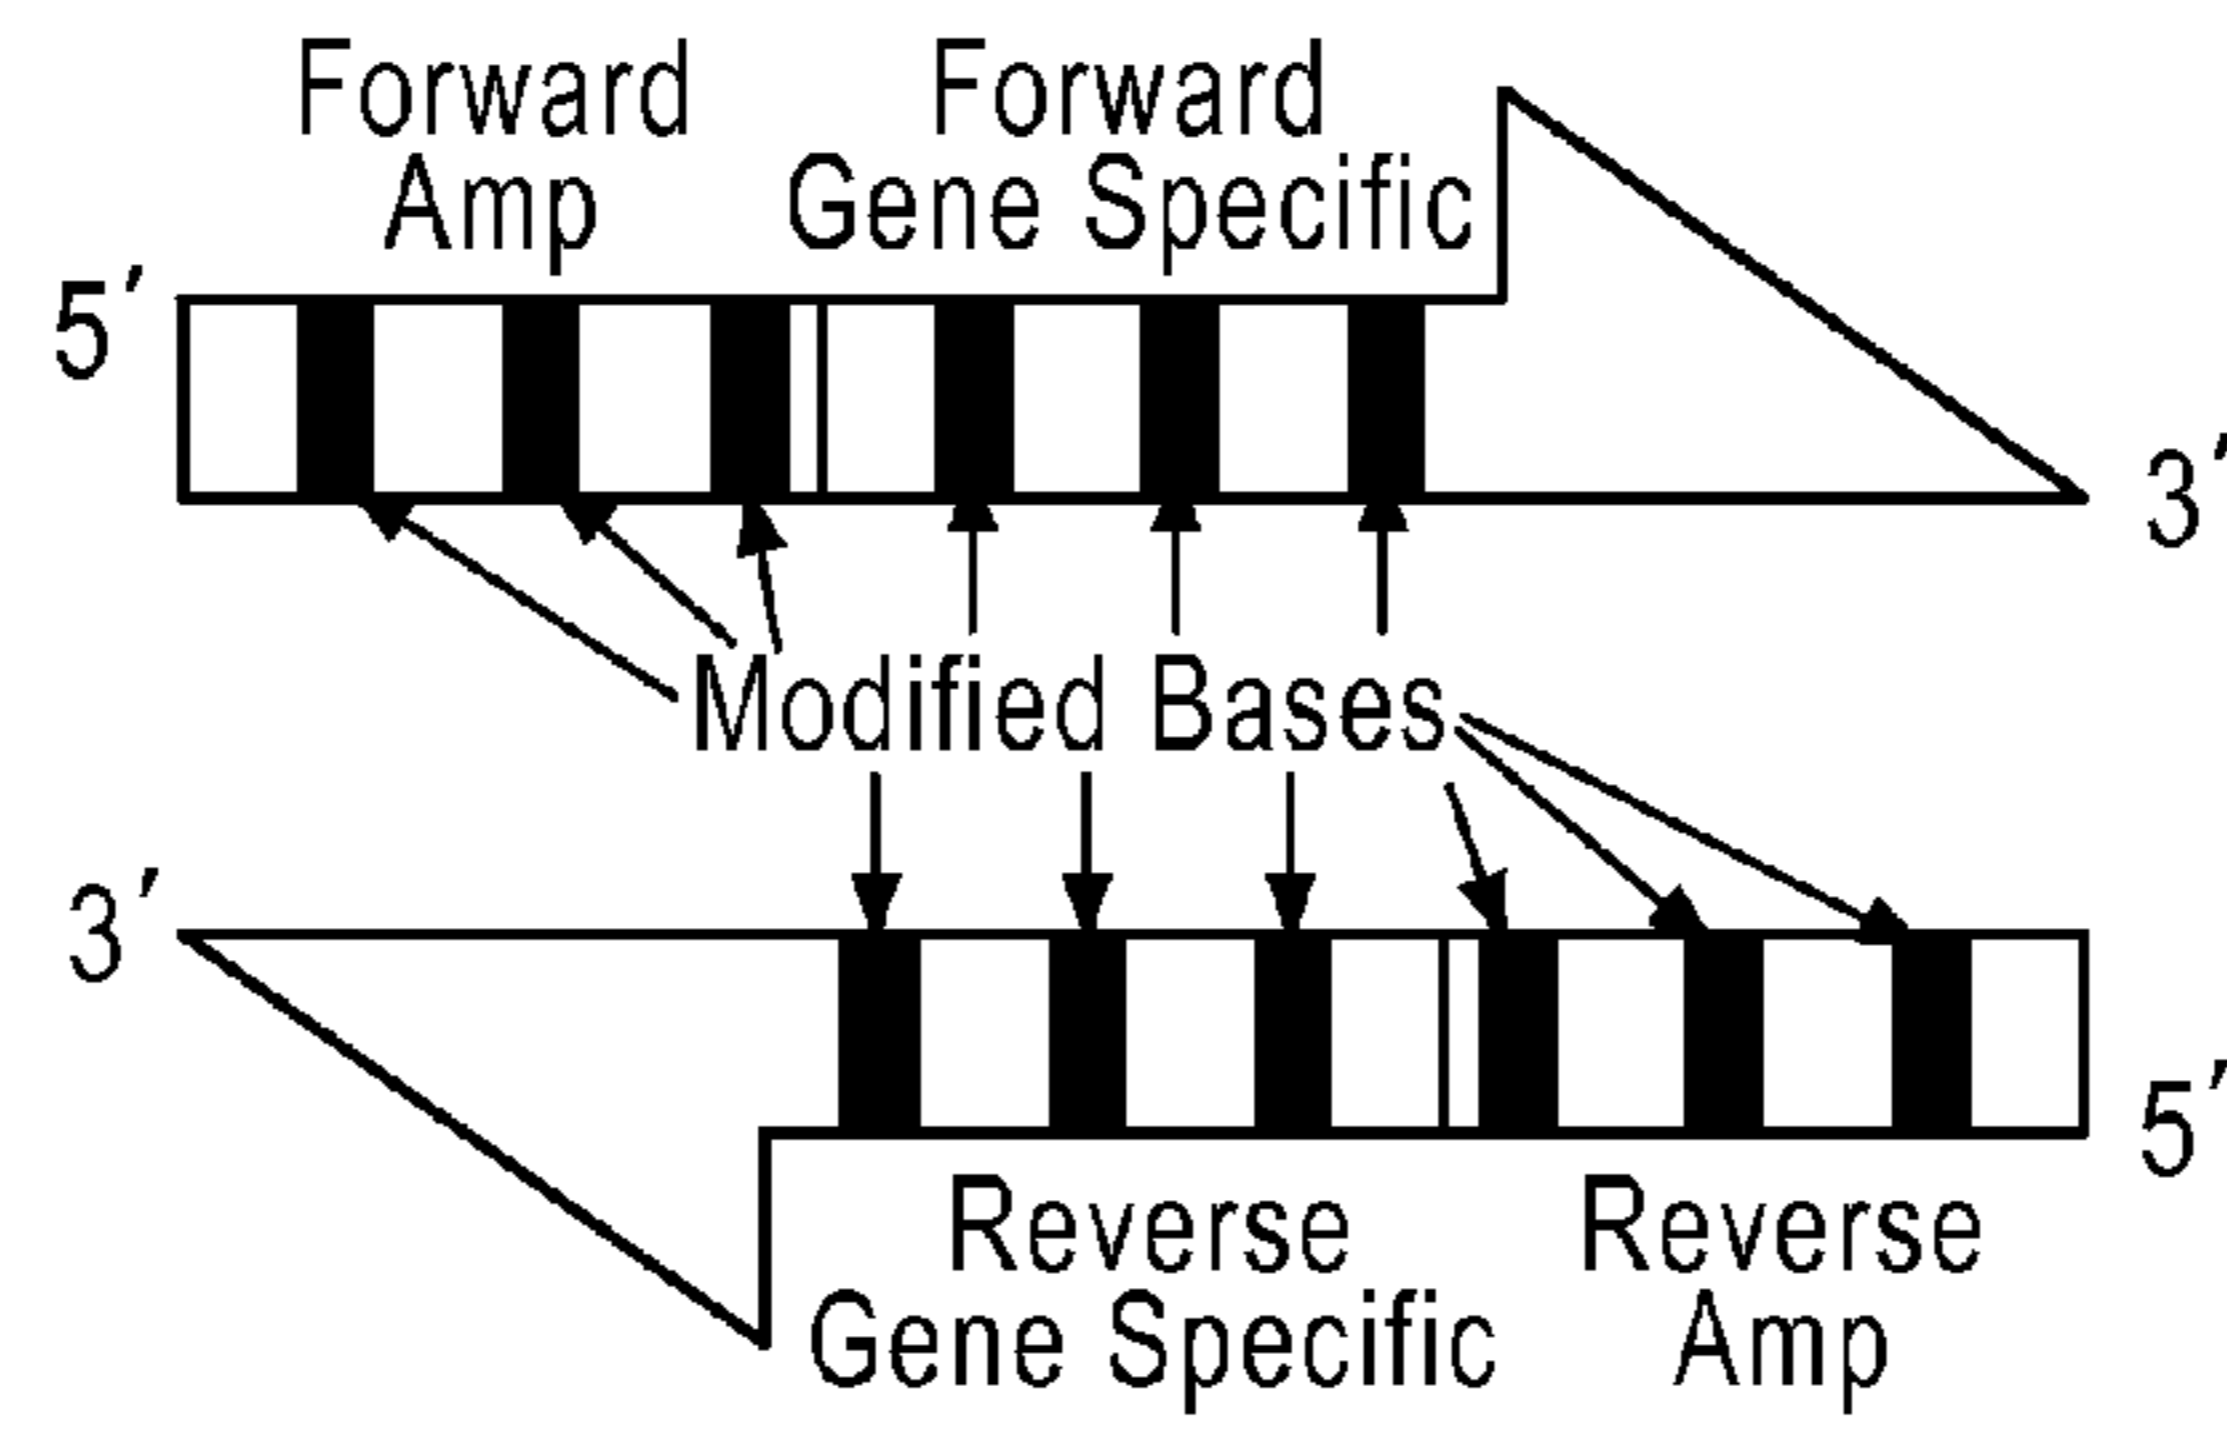 Forward
Amp
Forward
Gene Specific
5′
3′
Modified Bases
3′
5′
Reverse
Gene Specific
Reverse
Amp